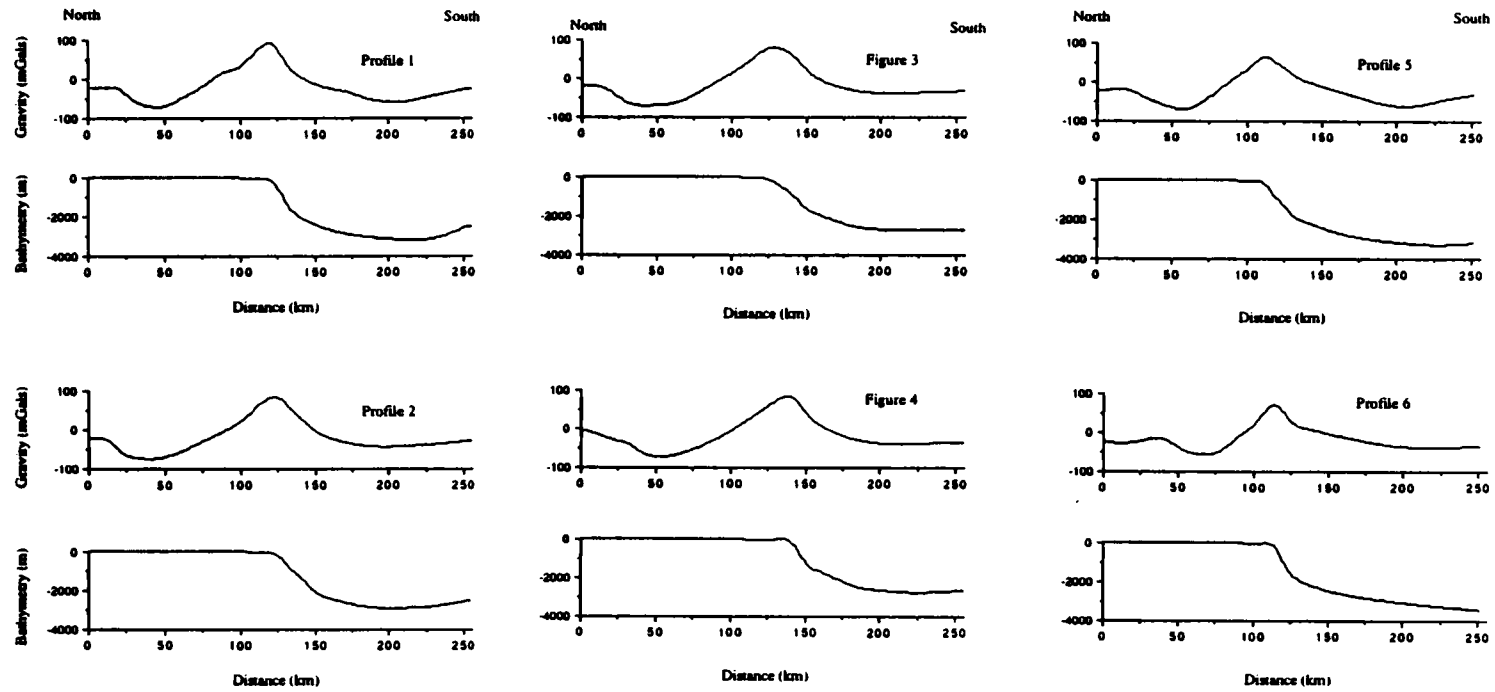 North South
Gravity (mGals)
100
0
-100
Profile 1
0 50 100 150 200 250
Bathymetry (m)
0
-2000
-4000
0 50 100 150 200 250
Distance (km)
North South
100
0
-100
Figure 3
0 50 100 150 200 250
0
-2000
-4000
0 50 100 150 200 250
Distance (km)
North South
100
0
-100
Profile 5
0 50 100 150 200 250
0
-2000
-4000
0 50 100 150 200 250
Distance (km)
Gravity (mGals)
100
0
-100
Profile 2
0 50 100 150 200 250
Bathymetry (m)
0
-2000
-4000
0 50 100 150 200 250
Distance (km)
100
0
-100
Figure 4
0 50 100 150 200 250
0
-2000
-4000
0 50 100 150 200 250
Distance (km)
100
0
-100
Profile 6
0 50 100 150 200 250
0
-2000
-4000
0 50 100 150 200 250
Distance (km)